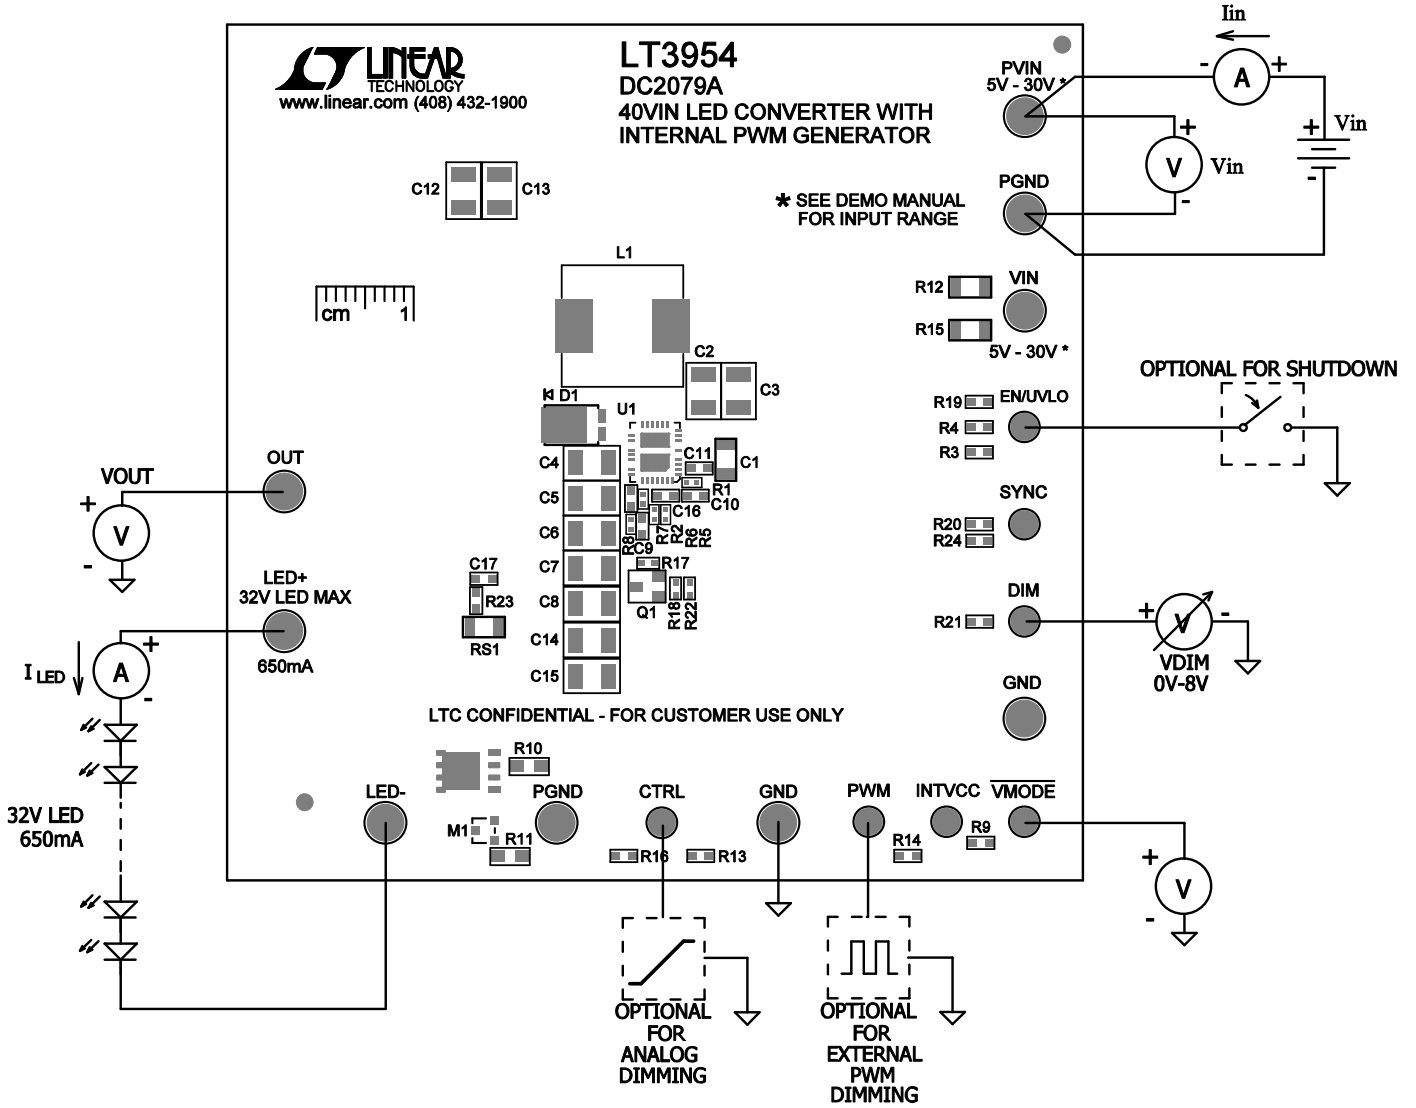 Iin
LINEAR
TECHNOLOGY
www.linear.com (408) 432-1900
LT3954
DC2079A
40VIN LED CONVERTER WITH
INTERNAL PWM GENERATOR
PVIN
5V - 30V *
- A +
+ Vin
-
+
V Vin
-
PGND
* SEE DEMO MANUAL
FOR INPUT RANGE
C12 C13
L1
cm 1
R12
VIN
R15
5V - 30V *
C2
C3
D1
U1
OPTIONAL FOR SHUTDOWN
R19 EN/UVLO
R4
R3
C11
C1
R1
C10
C16
C4
C5
C6
C7
C8
C14
C15
R8
C9
R7
R2
R6
R5
R17
Q1
R18
R22
VOUT
+
V
-
OUT
SYNC
R20
R24
C17
R23
RS1
LED+
32V LED MAX
650mA
DIM
R21
+ V -
VDIM
0V-8V
I LED
+
A
-
GND
LTC CONFIDENTIAL - FOR CUSTOMER USE ONLY
R10
M1
R11
LED-
PGND
CTRL
GND
PWM
INTVCC
VMODE
R16
R13
R14
R9
32V LED
650mA
+
V
-
OPTIONAL
FOR
ANALOG
DIMMING
OPTIONAL
FOR
EXTERNAL
PWM
DIMMING